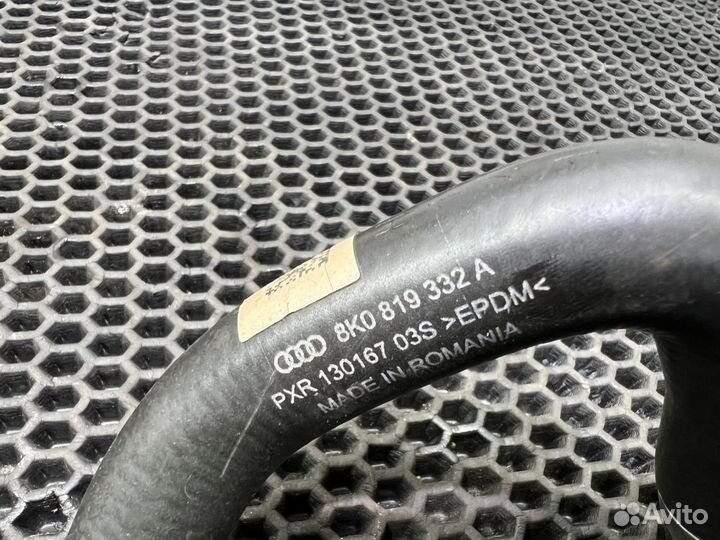 8K0 819 332 A
PXR 130167 03S >EPDM<
MADE IN ROMANIA
Avito